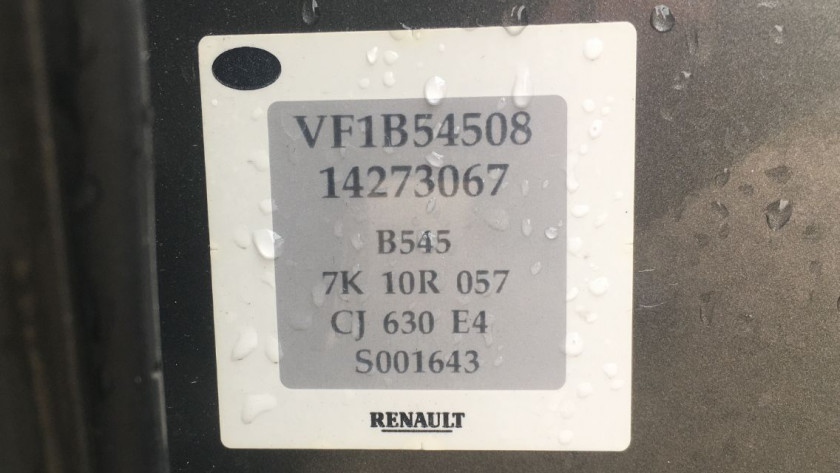 VF1B54508
14273067
B545
7K 10R 057
CJ 630 E4
S001643
RENAULT